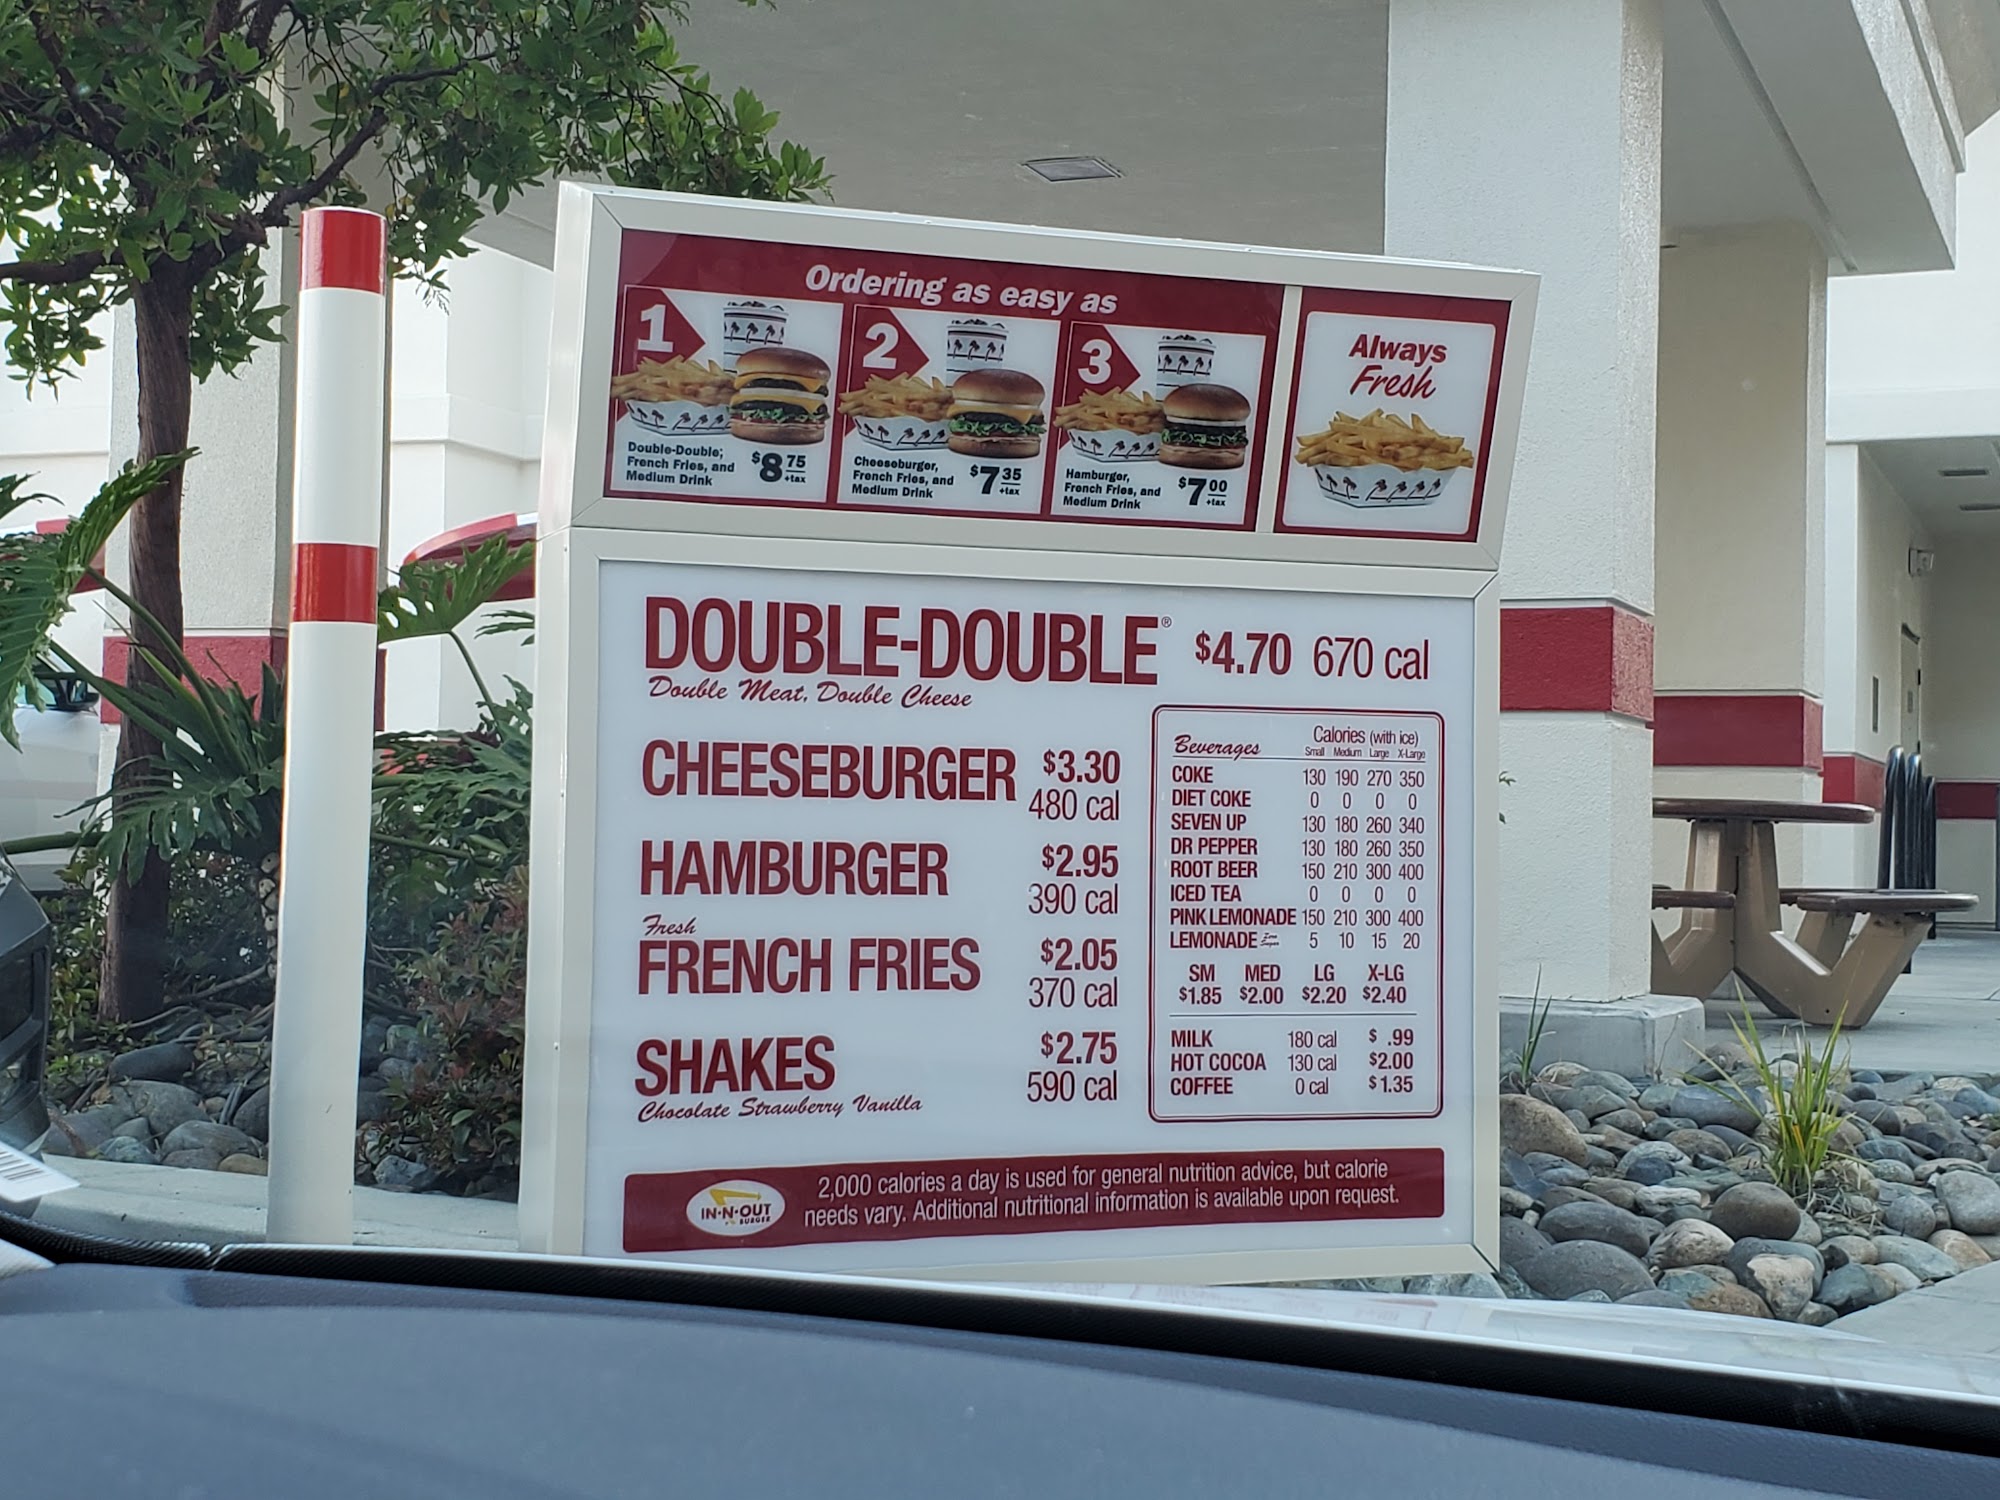 Ordering as easy as
1
Double-Double,
French Fries, and
Medium Drink
$8 75
+tax
2
Cheeseburger,
French Fries, and
Medium Drink
$7 35
+tax
3
Hamburger,
French Fries, and
Medium Drink
$7 00
+tax
Always
Fresh
DOUBLE-DOUBLE® $4.70 670 cal
Double Meat, Double Cheese
CHEESEBURGER $3.30
480 cal
HAMBURGER $2.95
390 cal
Fresh
FRENCH FRIES $2.05
370 cal
SHAKES $2.75
590 cal
Chocolate Strawberry Vanilla
Beverages Calories (with ice)
Small Medium Large X-Large
COKE 130 190 270 350
DIET COKE 0 0 0 0
SEVEN UP 130 180 260 340
DR PEPPER 130 180 260 350
ROOT BEER 150 210 300 400
ICED TEA 0 0 0 0
PINK LEMONADE 150 210 300 400
LEMONADE Zero Sugar 5 10 15 20
SM MED LG X-LG
$1.85 $2.00 $2.20 $2.40
MILK 180 cal $ .99
HOT COCOA 130 cal $2.00
COFFEE 0 cal $1.35
IN-N-OUT
BURGER
2,000 calories a day is used for general nutrition advice, but calorie
needs vary. Additional nutritional information is available upon request.